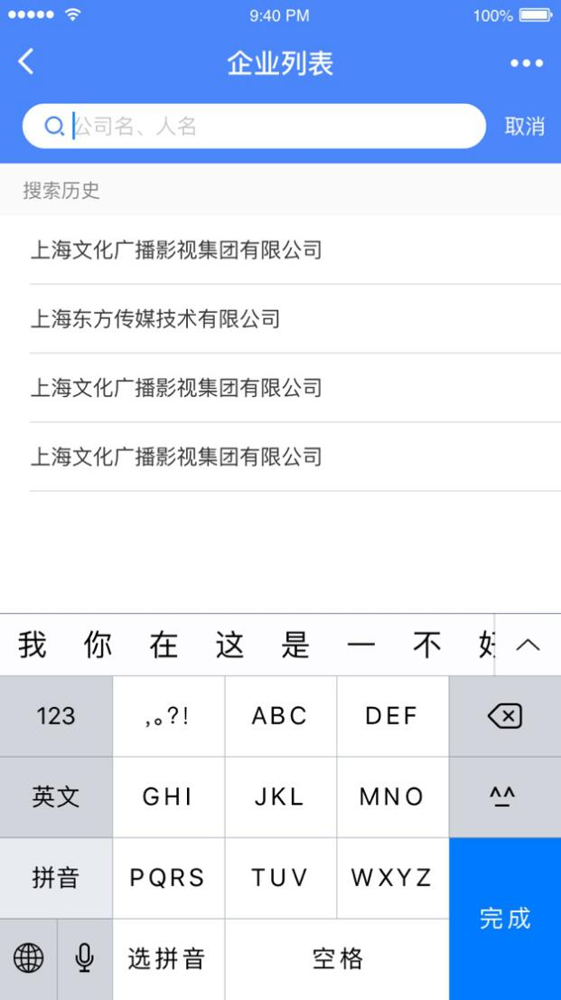 9:40 PM 100%
企业列表
公司名、人名 取消
搜索历史
上海文化广播影视集团有限公司
上海东方传媒技术有限公司
上海文化广播影视集团有限公司
上海文化广播影视集团有限公司
我 你 在 这 是 一 不 好
123 ,。?! ABC DEF
英文 GHI JKL MNO ^^
拼音 PQRS TUV WXYZ
完成
选拼音 空格